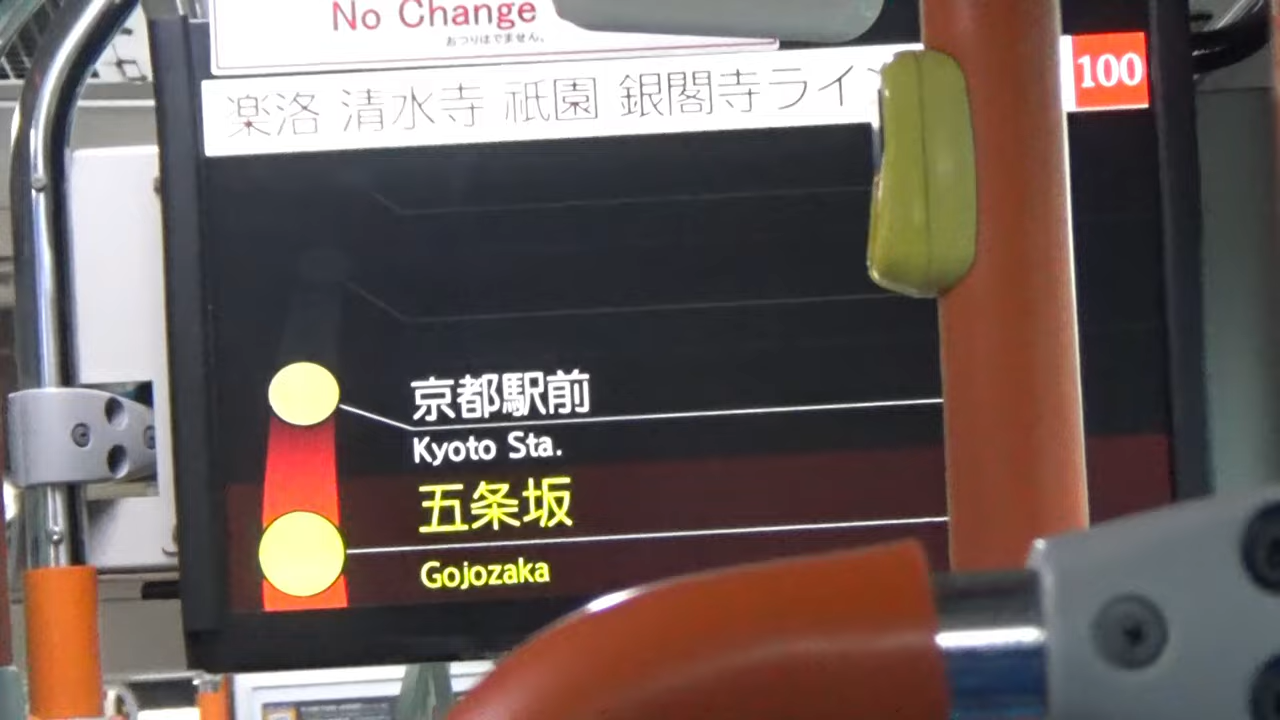 No Change
おつりはでません。
楽洛 清水寺 祇園 銀閣寺ライ
100
京都駅前
Kyoto Sta.
五条坂
Gojozaka